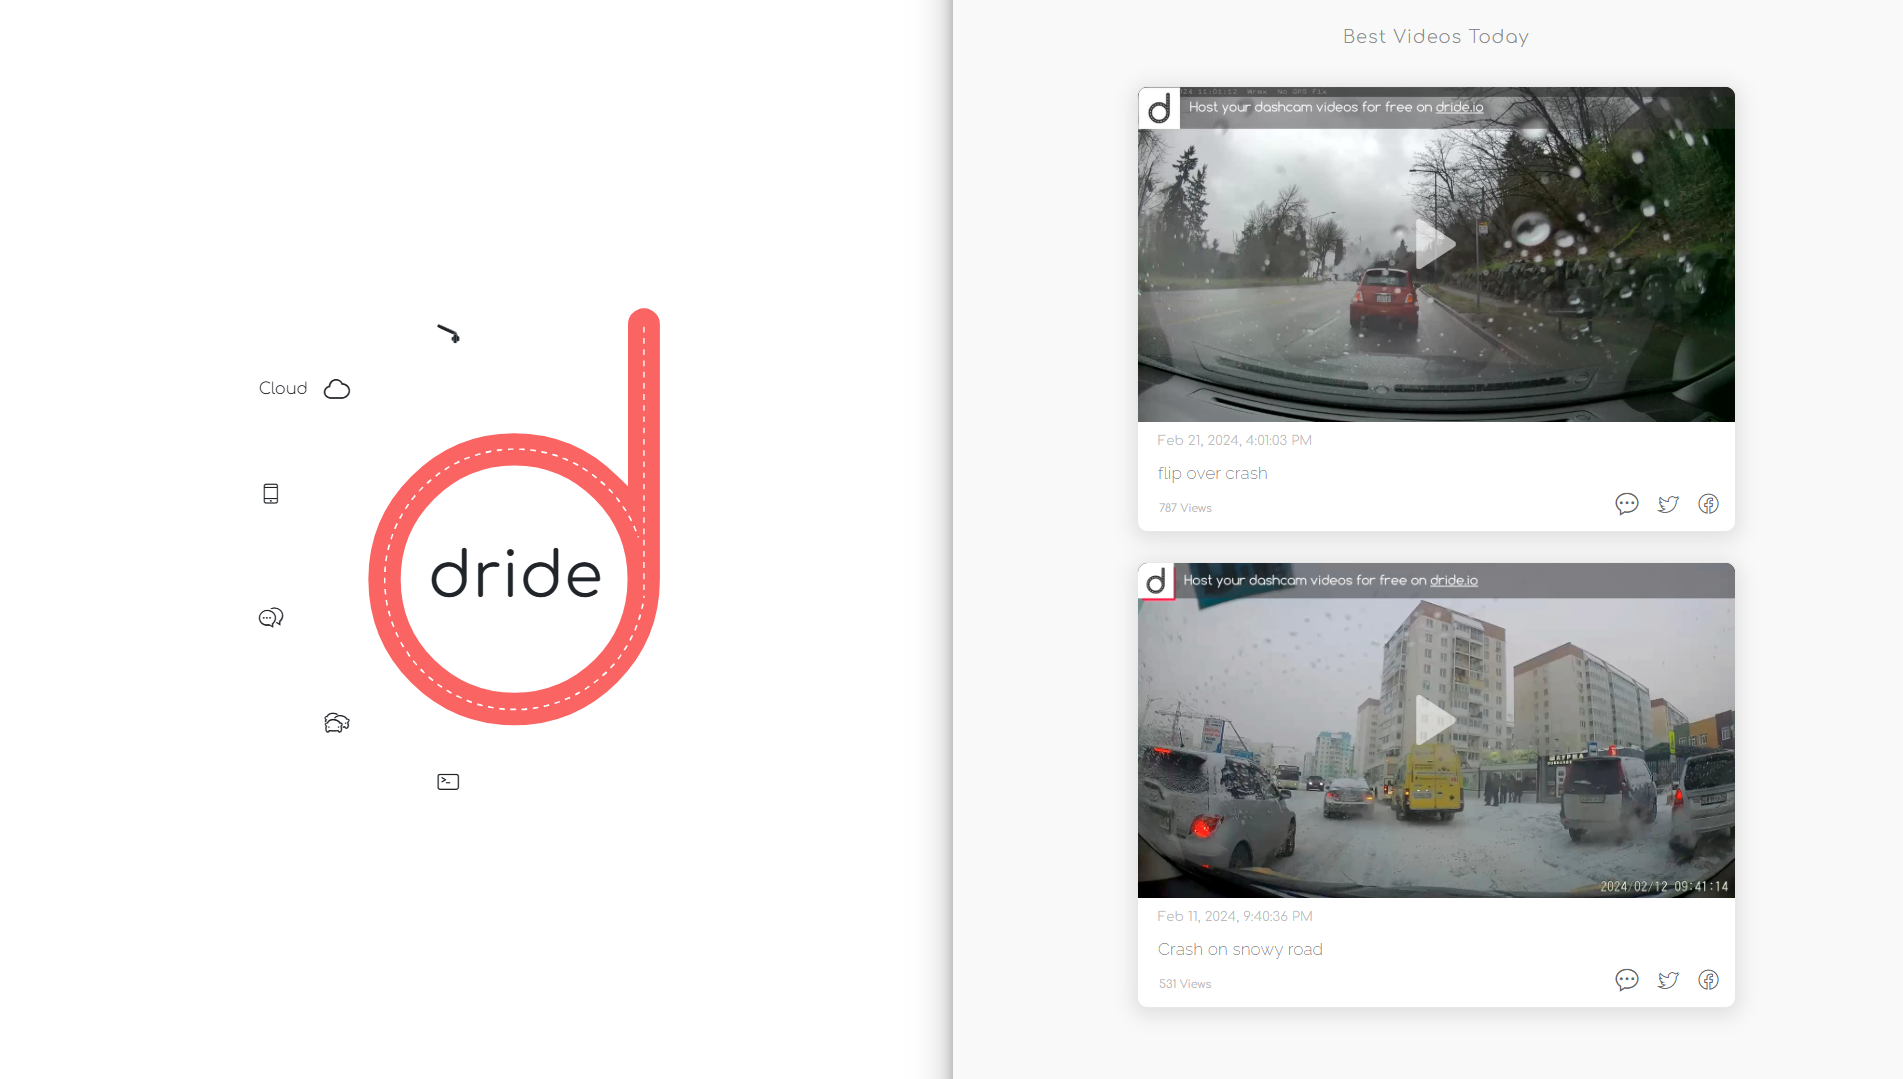 Cloud
dride
Best Videos Today
d Host your dashcam videos for free on dride.io
Feb 21, 2024, 4:01:03 PM
flip over crash
787 Views
d Host your dashcam videos for free on dride.io
2024/02/12 09:41:14
Feb 11, 2024, 9:40:36 PM
Crash on snowy road
531 Views